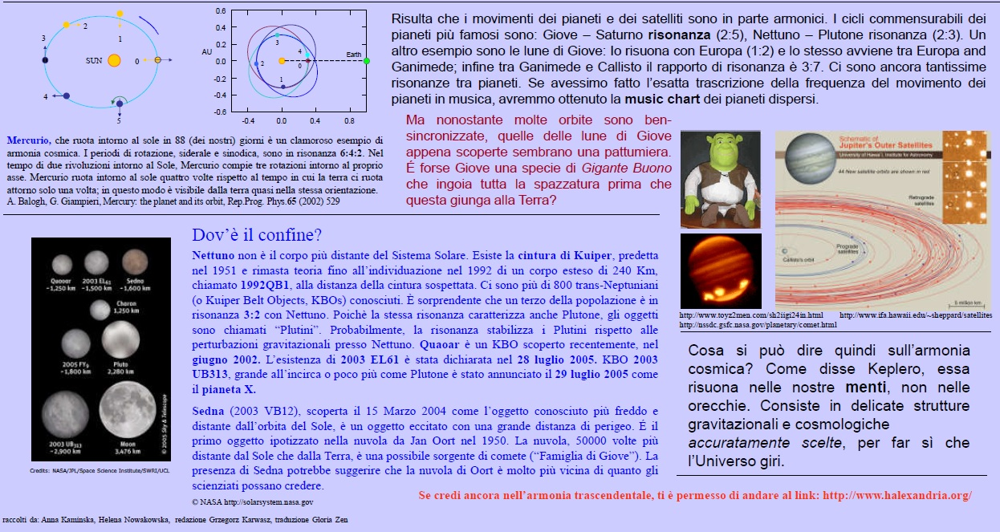 3
2
1
SUN
0
4
5
AU
0.6
0.4
0.2
0.0
-0.2
-0.4
-0.6
-0.4
0.0
0.4
0.8
3
4
Earth
2
0
1
Mercurio, che ruota intorno al sole in 88 (dei nostri) giorni è un clamoroso esempio di
armonia cosmica. I periodi di rotazione, siderale e sinodica, sono in risonanza 6:4:2. Nel
tempo di due rivoluzioni intorno al Sole, Mercurio compie tre rotazioni intorno al proprio
asse. Mercurio ruota intorno al sole quattro volte rispetto al tempo in cui la terra ci ruota
attorno solo una volta; in questo modo è visibile dalla terra quasi nella stessa orientazione.
A. Balogh, G. Giampieri, Mercury: the planet and its orbit, Rep.Prog. Phys.65 (2002) 529
Risulta che i movimenti dei pianeti e dei satelliti sono in parte armonici. I cicli commensurabili dei
pianeti più famosi sono: Giove – Saturno risonanza (2:5), Nettuno – Plutone risonanza (2:3). Un
altro esempio sono le lune di Giove: Io risuona con Europa (1:2) e lo stesso avviene tra Europa and
Ganimede; infine tra Ganimede e Callisto il rapporto di risonanza è 3:7. Ci sono ancora tantissime
risonanze tra pianeti. Se avessimo fatto l'esatta trascrizione della frequenza del movimento dei
pianeti in musica, avremmo ottenuto la music chart dei pianeti dispersi.
Ma nonostante molte orbite sono ben-
sincronizzate, quelle delle lune di Giove
appena scoperte sembrano una pattumiera.
É forse Giove una specie di Gigante Buono
che ingoia tutta la spazzatura prima che
questa giunga alla Terra?
Schematic of
Jupiter's Outer Satellites
University of Hawai'i, Institute for Astronomy
44 New satellite orbits are shown in red
Retrograde
satellites
Prograde
satellites
Callisto's orbit
5 million km
http://www.toyz2men.com/sh2iigi24in.html
http://www.ifa.hawaii.edu/~sheppard/satellites
http://nssdc.gsfc.nasa.gov/planetary/comet.html
Quaoar
~1,250 km
2003 EL61
~1,500 km
Sedna
~1,600 km
Charon
1,250 km
2005 FY9
~1,800 km
Pluto
2,280 km
2003 UB313
~2,900 km
Moon
3,476 km
© 2005 Sky & Telescope
Credits: NASA/JPL/Space Science Institute/SWRI/UCL
Dov'è il confine?
Nettuno non è il corpo più distante del Sistema Solare. Esiste la cintura di Kuiper, predetta
nel 1951 e rimasta teoria fino all'individuazione nel 1992 di un corpo esteso di 240 Km,
chiamato 1992QB1, alla distanza della cintura sospettata. Ci sono più di 800 trans-Neptuniani
(o Kuiper Belt Objects, KBOs) conosciuti. È sorprendente che un terzo della popolazione è in
risonanza 3:2 con Nettuno. Poichè la stessa risonanza caratterizza anche Plutone, gli oggetti
sono chiamati "Plutini". Probabilmente, la risonanza stabilizza i Plutini rispetto alle
perturbazioni gravitazionali presso Nettuno. Quaoar è un KBO scoperto recentemente, nel
giugno 2002. L'esistenza di 2003 EL61 è stata dichiarata nel 28 luglio 2005. KBO 2003
UB313, grande all'incirca o poco più come Plutone è stato annunciato il 29 luglio 2005 come
il pianeta X.
Sedna (2003 VB12), scoperta il 15 Marzo 2004 come l'oggetto conosciuto più freddo e
distante dall'orbita del Sole, è un oggetto eccitato con una grande distanza di perigeo. É il
primo oggetto ipotizzato nella nuvola da Jan Oort nel 1950. La nuvola, 50000 volte più
distante dal Sole che dalla Terra, è una possibile sorgente di comete ("Famiglia di Giove"). La
presenza di Sedna potrebbe suggerire che la nuvola di Oort è molto più vicina di quanto gli
scienziati possano credere.
© NASA http://solarsystem.nasa.gov
Cosa si può dire quindi sull'armonia
cosmica? Come disse Keplero, essa
risuona nelle nostre menti, non nelle
orecchie. Consiste in delicate strutture
gravitazionali e cosmologiche
accuratamente scelte, per far sì che
l'Universo giri.
Se credi ancora nell'armonia trascendentale, ti è permesso di andare al link: http://www.halexandria.org/
raccolti da: Anna Kamińska, Helena Nowakowska, redazione Grzegorz Karwasz, traduzione Gloria Zen